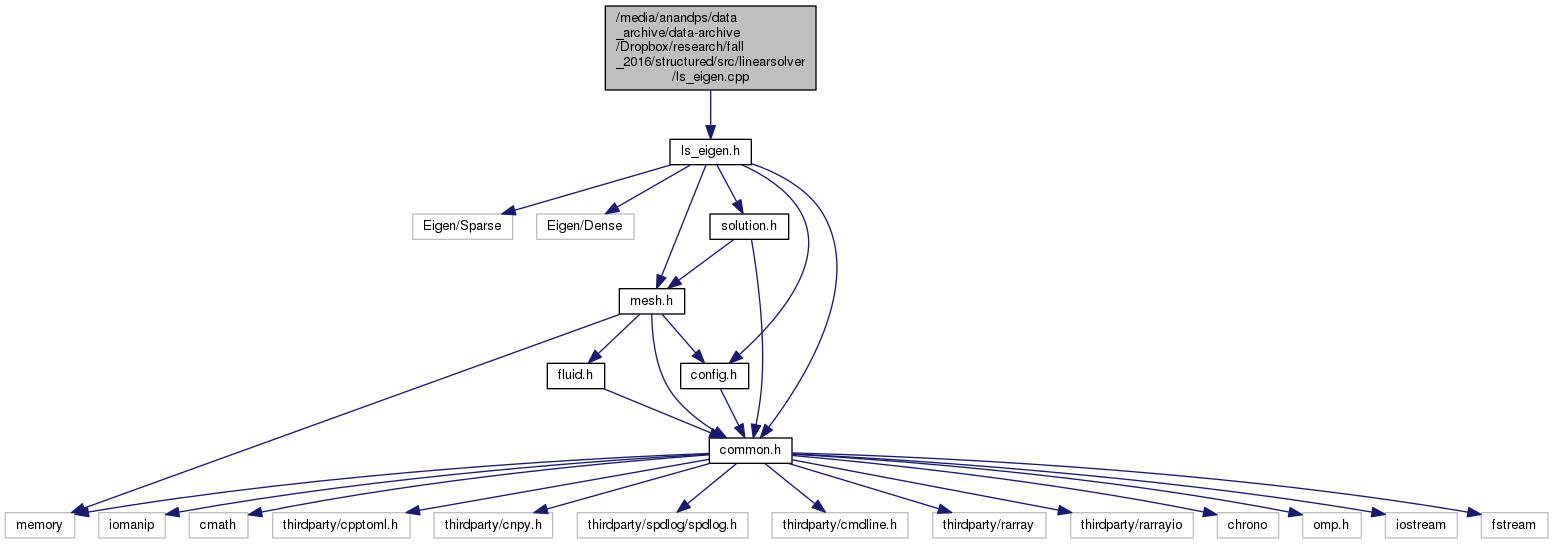 /media/anandps/data
_archive/data-archive
/Dropbox/research/fall
_2016/structured/src/linearsolver
/ls_eigen.cpp
ls_eigen.h
Eigen/Sparse
Eigen/Dense
solution.h
mesh.h
fluid.h
config.h
common.h
memory
iomanip
cmath
thirdparty/cpptoml.h
thirdparty/cnpy.h
thirdparty/spdlog/spdlog.h
thirdparty/cmdline.h
thirdparty/rarray
thirdparty/rarrayio
chrono
omp.h
iostream
fstream